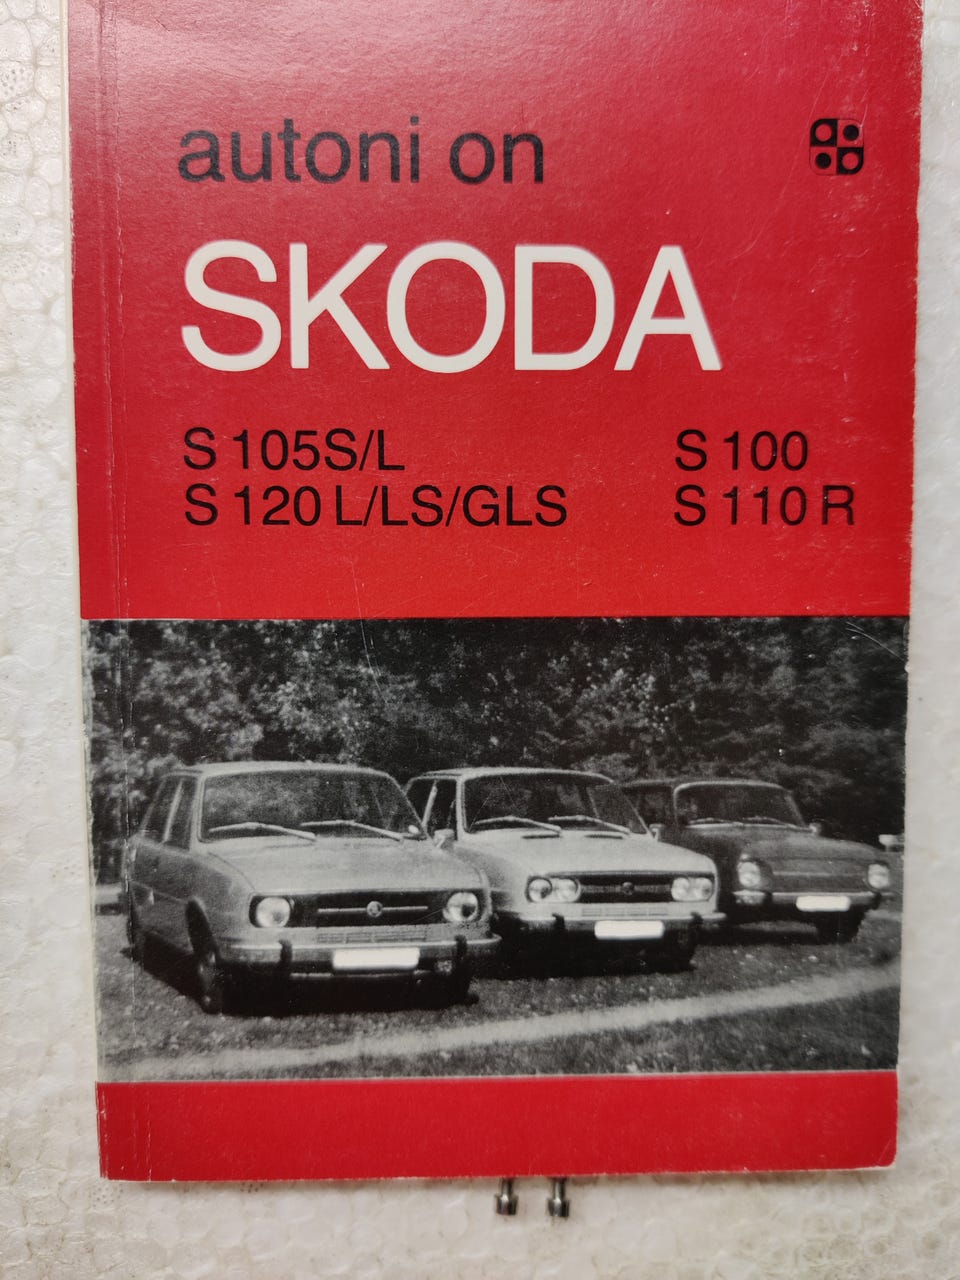 autoni on
SKODA
S 105S/L
S 120 L/LS/GLS
S 100
S 110 R